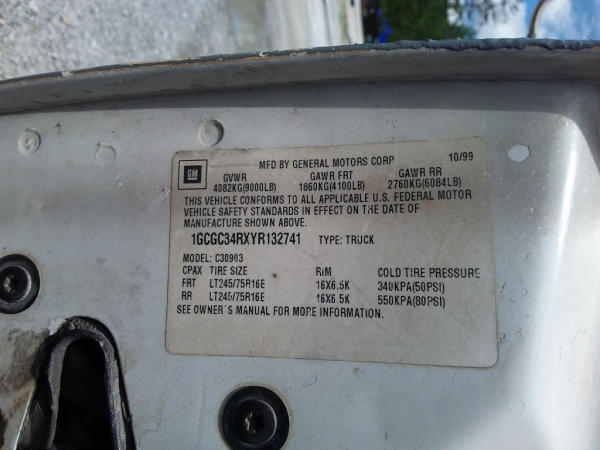 GM
MFD BY GENERAL MOTORS CORP 10/99
GVWR GAWR FRT GAWR RR
4082KG(9000LB) 1860KG(4100LB) 2760KG(6084LB)
THIS VEHICLE CONFORMS TO ALL APPLICABLE U.S. FEDERAL MOTOR
VEHICLE SAFETY STANDARDS IN EFFECT ON THE DATE OF
MANUFACTURE SHOWN ABOVE.
1GCGC34RXYR132741 TYPE: TRUCK
MODEL: C30903
CPAX TIRE SIZE RIM COLD TIRE PRESSURE
FRT LT245/75R16E 16X6.5K 340KPA(50PSI)
RR LT245/75R16E 16X6.5K 550KPA(80PSI)
SEE OWNER'S MANUAL FOR MORE INFORMATION.